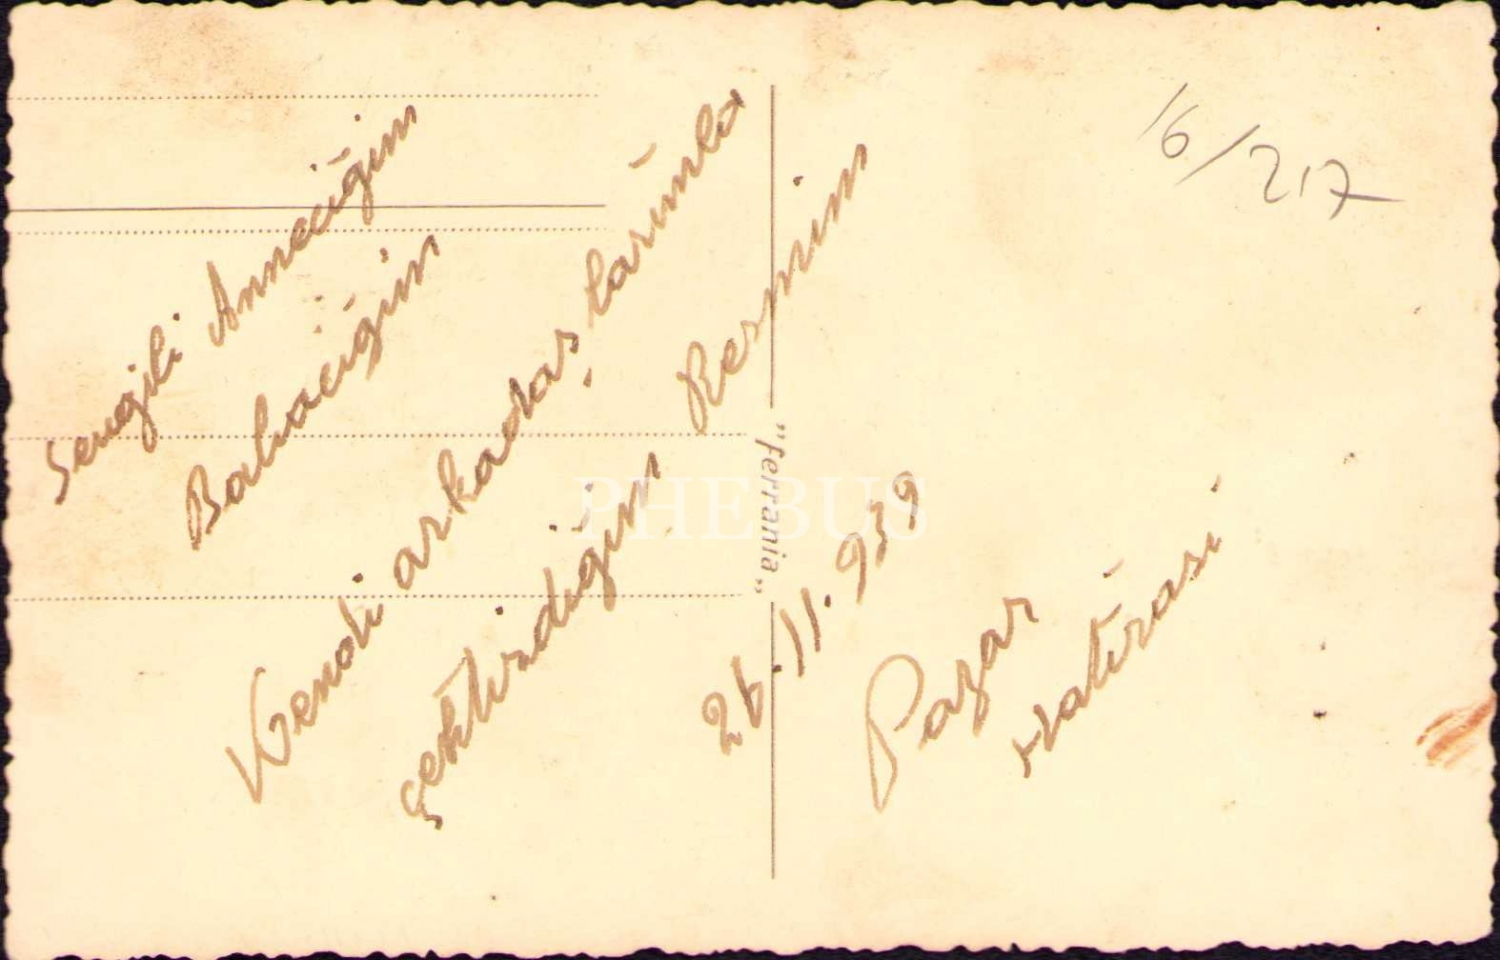 Sevgili Anneciğim
Babacığım
Kendi arkadaşlarımla
çektirdiğim Resmim
26.11.939
Pazar
Hatırası
16/217
„ferrania„
PHEBUS